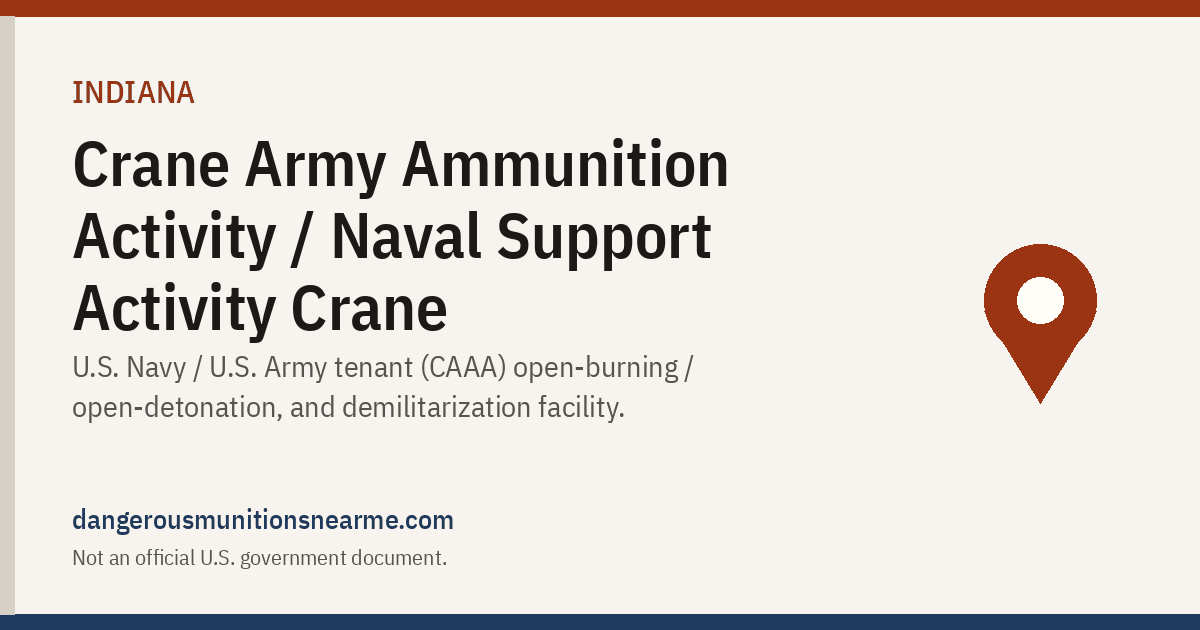 INDIANA
Crane Army Ammunition
Activity / Naval Support
Activity Crane
U.S. Navy / U.S. Army tenant (CAAA) open-burning /
open-detonation, and demilitarization facility.
dangerousmunitionsnearme.com
Not an official U.S. government document.